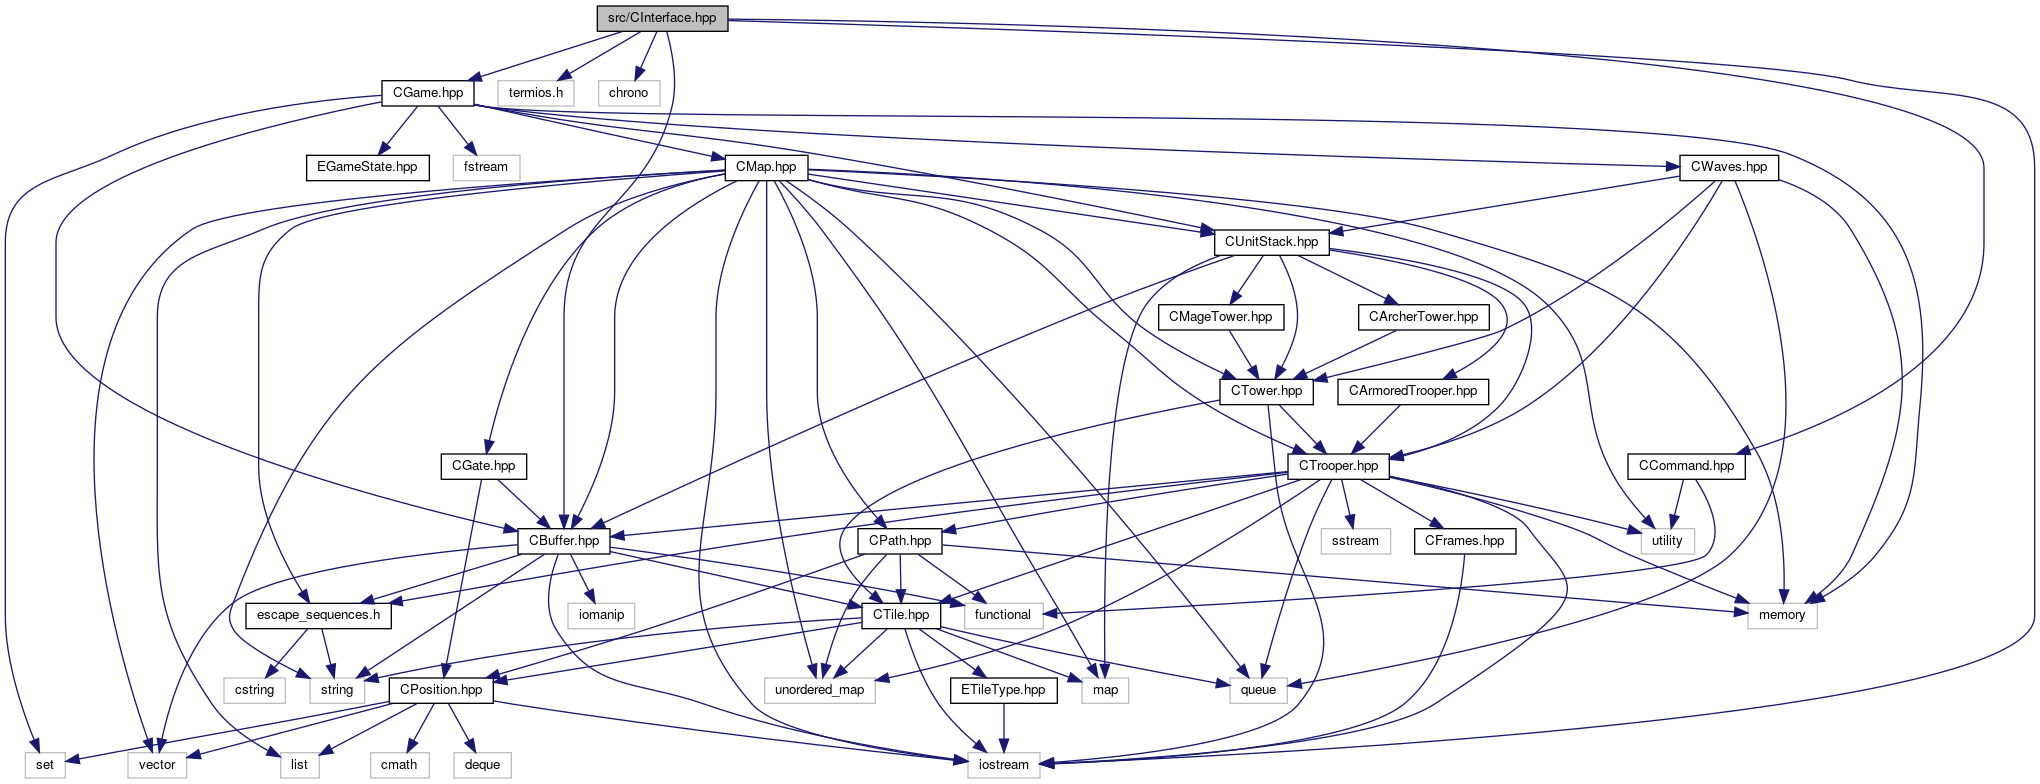 src/CInterface.hpp
CGame.hpp
termios.h
chrono
EGameState.hpp
fstream
CMap.hpp
CWaves.hpp
CUnitStack.hpp
CMageTower.hpp
CArcherTower.hpp
CTower.hpp
CArmoredTrooper.hpp
CGate.hpp
CTrooper.hpp
CCommand.hpp
CBuffer.hpp
CPath.hpp
sstream
CFrames.hpp
utility
escape_sequences.h
iomanip
CTile.hpp
functional
memory
cstring
string
CPosition.hpp
unordered_map
ETileType.hpp
map
queue
set
vector
list
cmath
deque
iostream